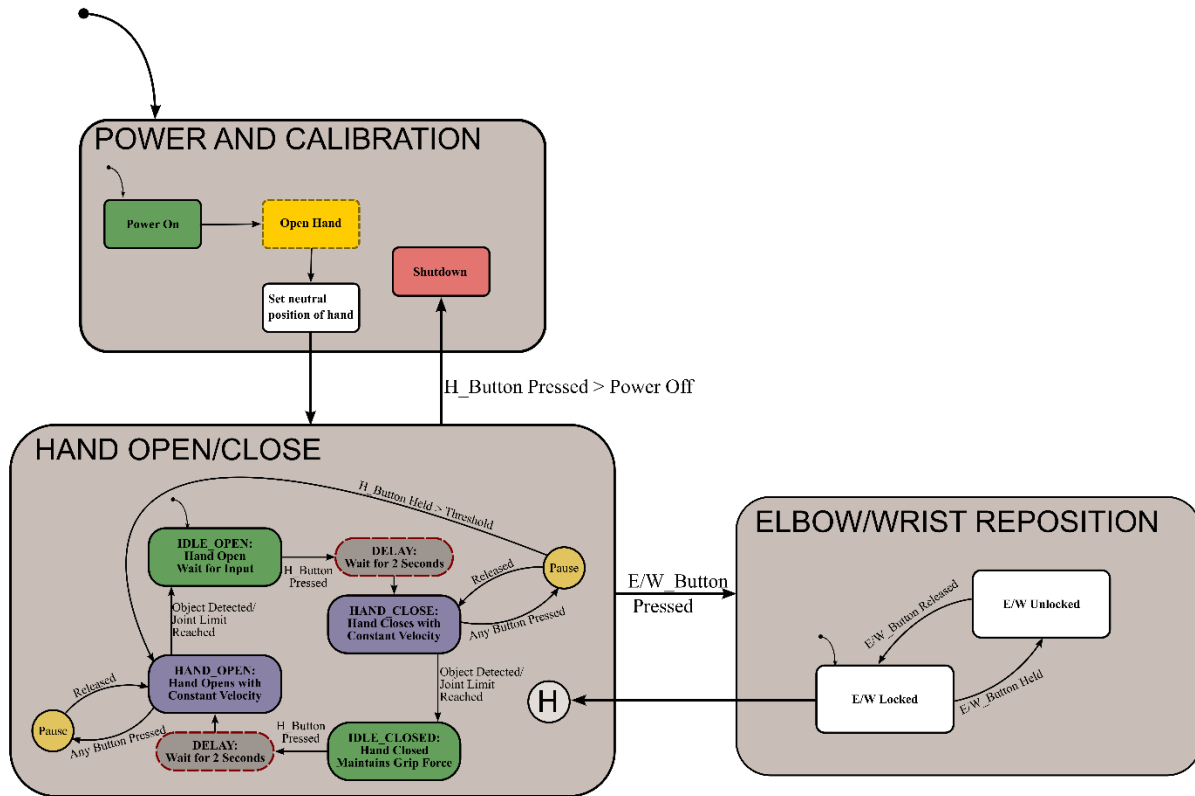 POWER AND CALIBRATION
Power On
Open Hand
Set neutral
position of hand
Shutdown
H_Button Pressed > Power Off
HAND OPEN/CLOSE
H_Button Held > Threshold
IDLE_OPEN:
Hand Open
Wait for Input
H_Button
Pressed
DELAY:
Wait for 2 Seconds
Released
Pause
HAND_CLOSE:
Hand Closes with
Constant Velocity
Any Button Pressed
Object Detected/
Joint Limit
Reached
HAND_OPEN:
Hand Opens with
Constant Velocity
Object Detected/
Joint Limit
Reached
Released
Pause
Any Button Pressed
DELAY:
Wait for 2 Seconds
H_Button
Pressed
IDLE_CLOSED:
Hand Closed
Maintains Grip Force
H
E/W_Button
Pressed
ELBOW/WRIST REPOSITION
E/W Unlocked
E/W_Button Released
E/W Locked
E/W_Button Held